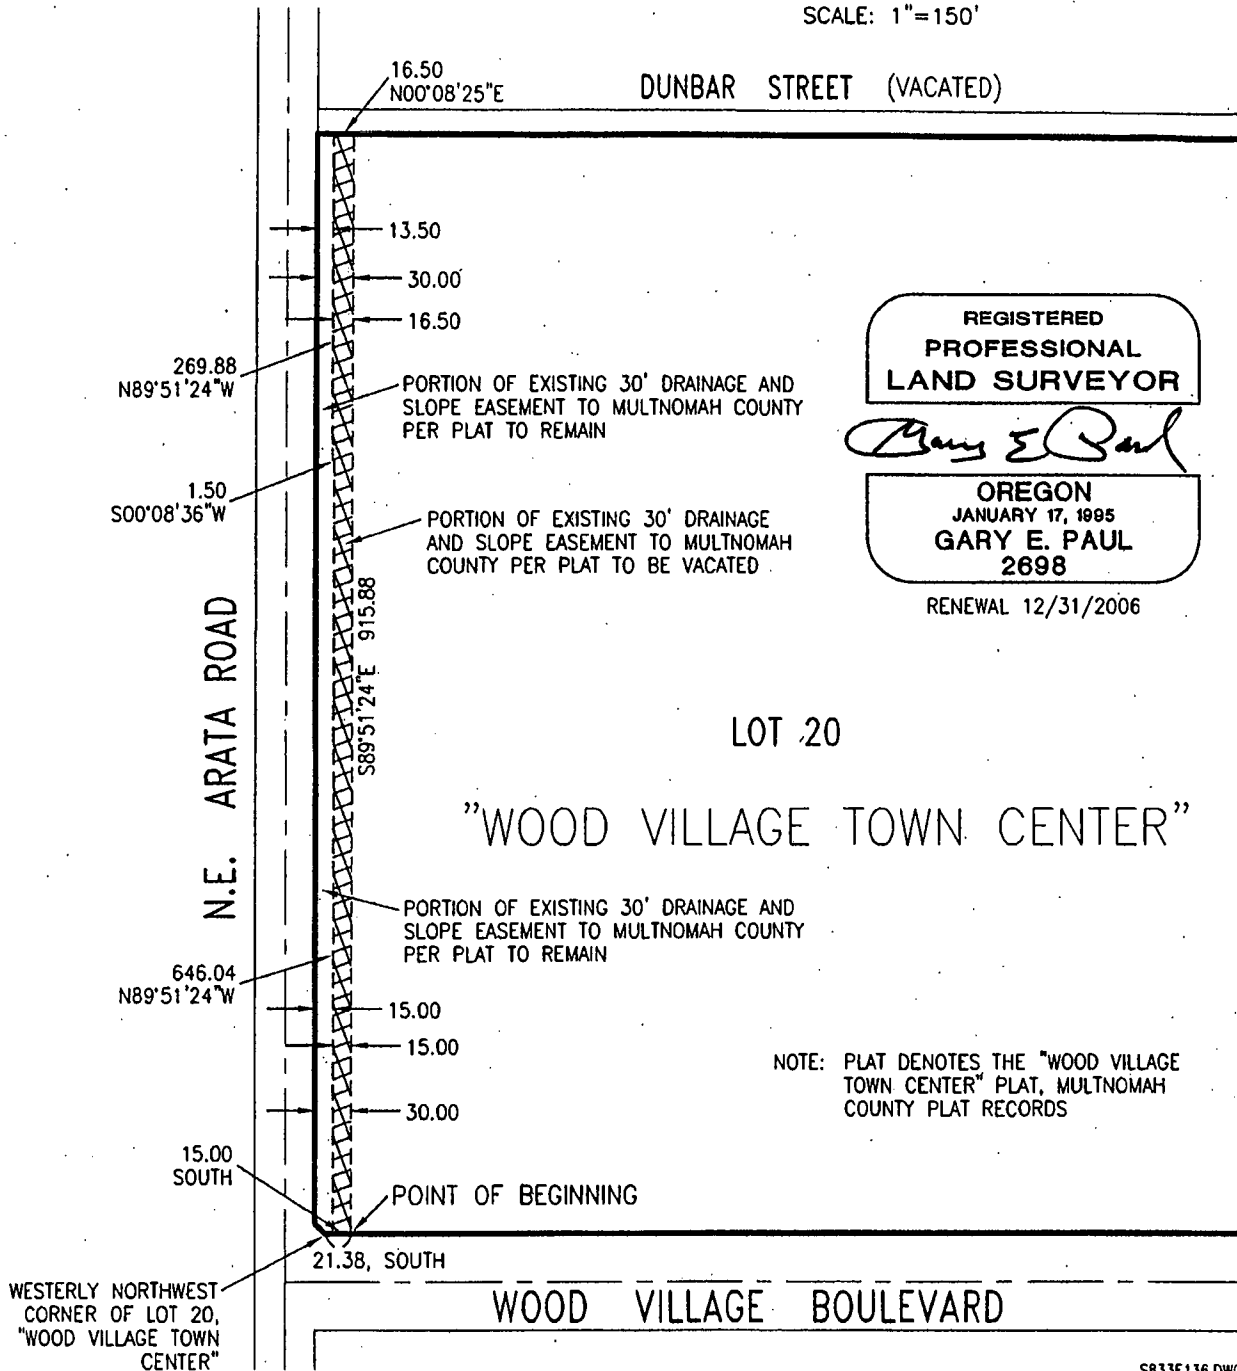 SCALE: 1"=150'
16.50
N00°08'25"E
DUNBAR STREET (VACATED)
13.50
30.00
16.50
269.88
N89°51'24"W
PORTION OF EXISTING 30' DRAINAGE AND
SLOPE EASEMENT TO MULTNOMAH COUNTY
PER PLAT TO REMAIN
REGISTERED
PROFESSIONAL
LAND SURVEYOR
Gary E Paul
OREGON
JANUARY 17, 1995
GARY E. PAUL
2698
RENEWAL 12/31/2006
1.50
S00°08'36"W
PORTION OF EXISTING 30' DRAINAGE
AND SLOPE EASEMENT TO MULTNOMAH
COUNTY PER PLAT TO BE VACATED
S89°51'24"E 915.88
N.E. ARATA ROAD
LOT 20
"WOOD VILLAGE TOWN CENTER"
PORTION OF EXISTING 30' DRAINAGE AND
SLOPE EASEMENT TO MULTNOMAH COUNTY
PER PLAT TO REMAIN
646.04
N89°51'24"W
15.00
15.00
30.00
NOTE: PLAT DENOTES THE "WOOD VILLAGE
TOWN CENTER" PLAT, MULTNOMAH
COUNTY PLAT RECORDS
15.00
SOUTH
POINT OF BEGINNING
21.38, SOUTH
WESTERLY NORTHWEST
CORNER OF LOT 20,
"WOOD VILLAGE TOWN
CENTER"
WOOD VILLAGE BOULEVARD
S833E136.DWG